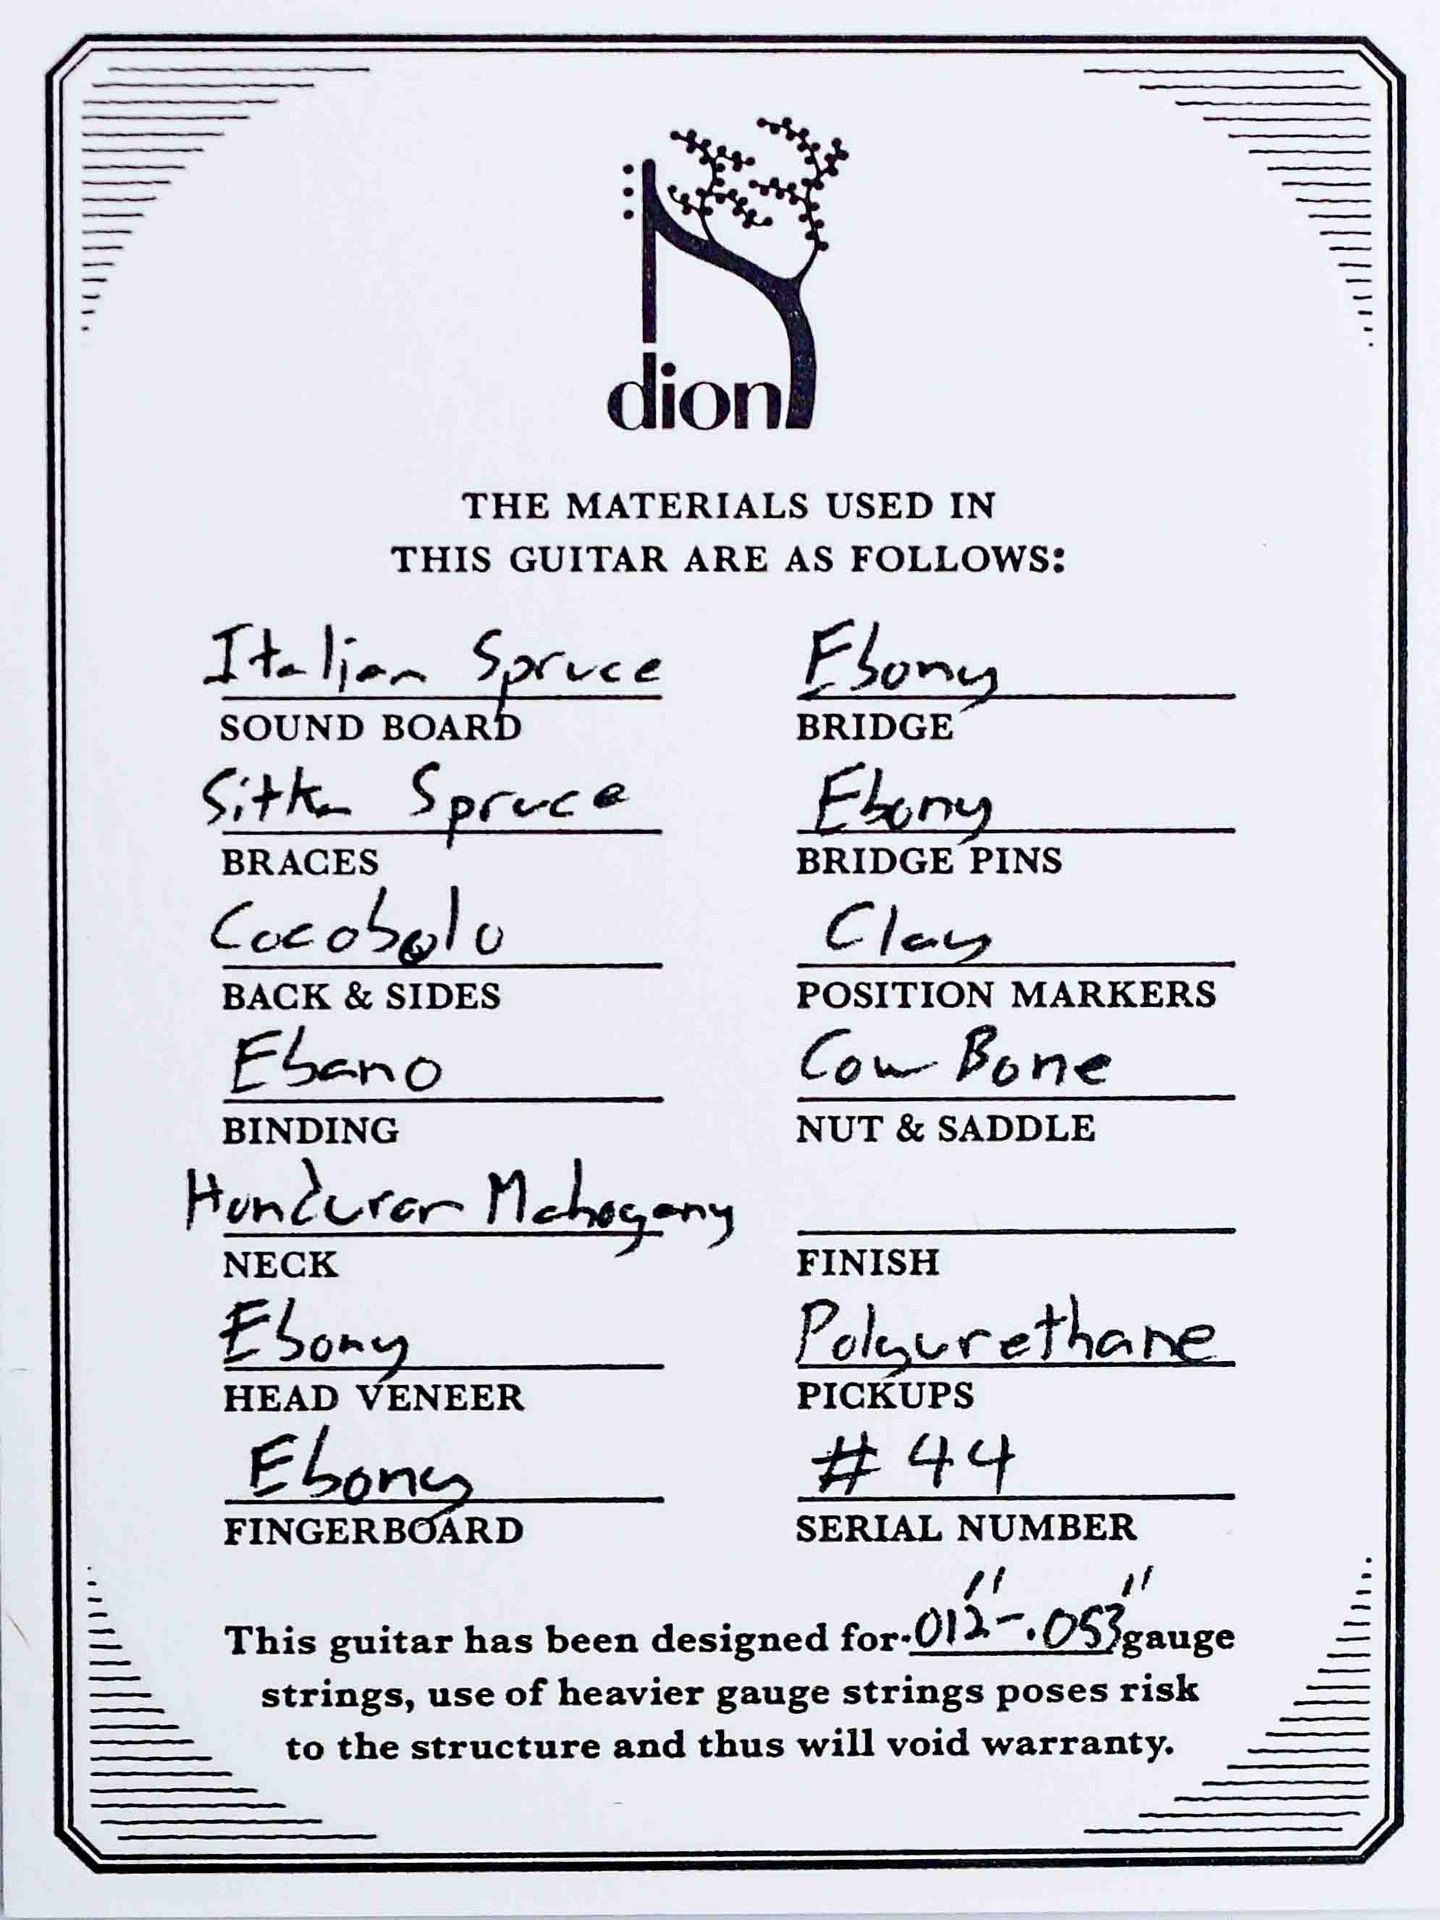 dion
THE MATERIALS USED IN
THIS GUITAR ARE AS FOLLOWS:
Italian Spruce
SOUND BOARD
Sitka Spruce
BRACES
Cocobolo
BACK & SIDES
Ebano
BINDING
Honduran Mahogany
NECK
Ebony
HEAD VENEER
Ebony
FINGERBOARD
Ebony
BRIDGE
Ebony
BRIDGE PINS
Clay
POSITION MARKERS
Cow Bone
NUT & SADDLE
FINISH
Polyurethane
PICKUPS
# 44
SERIAL NUMBER
This guitar has been designed for .012"-.053" gauge
strings, use of heavier gauge strings poses risk
to the structure and thus will void warranty.